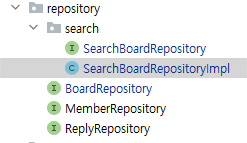 repository
search
SearchBoardRepository
SearchBoardRepositoryImpl
BoardRepository
MemberRepository
ReplyRepository